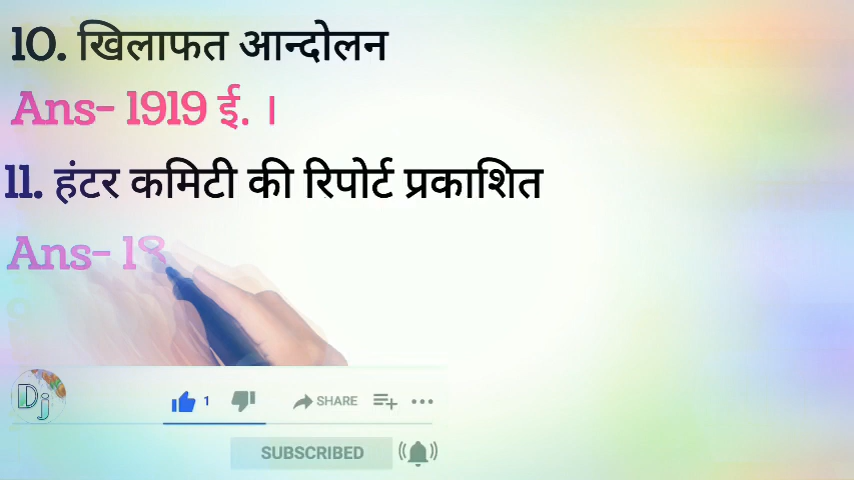 10. खिलाफत आन्दोलन
Ans- 1919 ई. ।
11. हंटर कमिटी की रिपोर्ट प्रकाशित
Ans- 18
Dj
1
SHARE
SUBSCRIBED